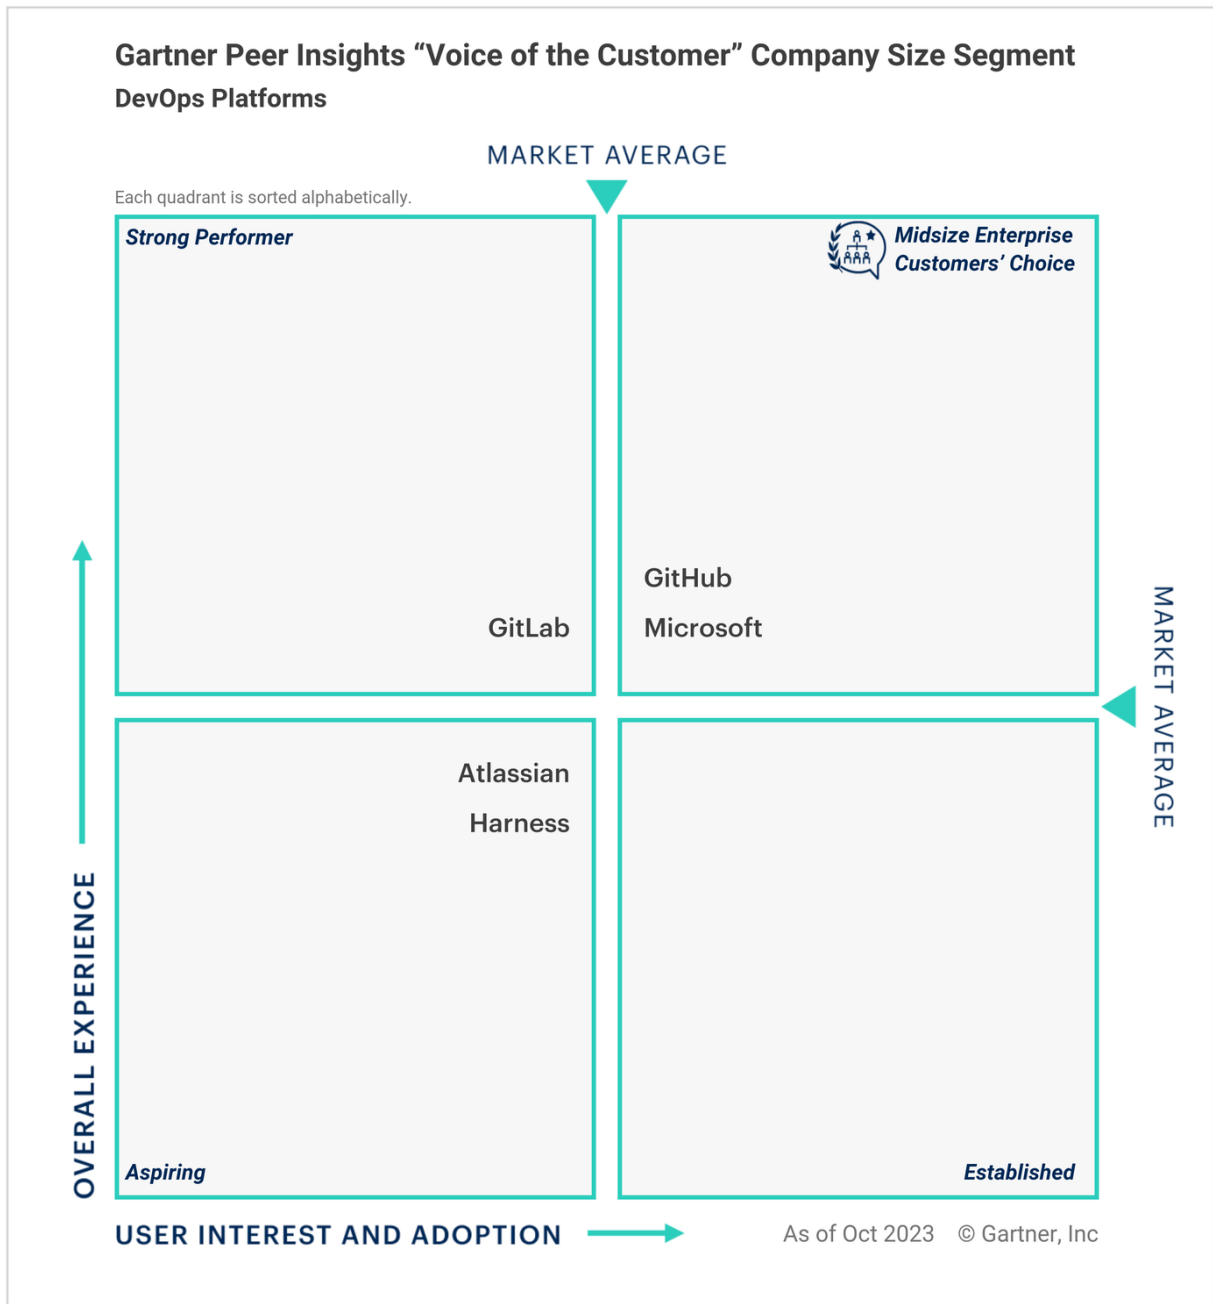 Gartner Peer Insights “Voice of the Customer” Company Size Segment
DevOps Platforms
MARKET AVERAGE
Each quadrant is sorted alphabetically.
Strong Performer
Midsize Enterprise
Customers’ Choice
GitHub
GitLab
Microsoft
MARKET AVERAGE
Atlassian
Harness
OVERALL EXPERIENCE
Aspiring
Established
USER INTEREST AND ADOPTION
As of Oct 2023 © Gartner, Inc